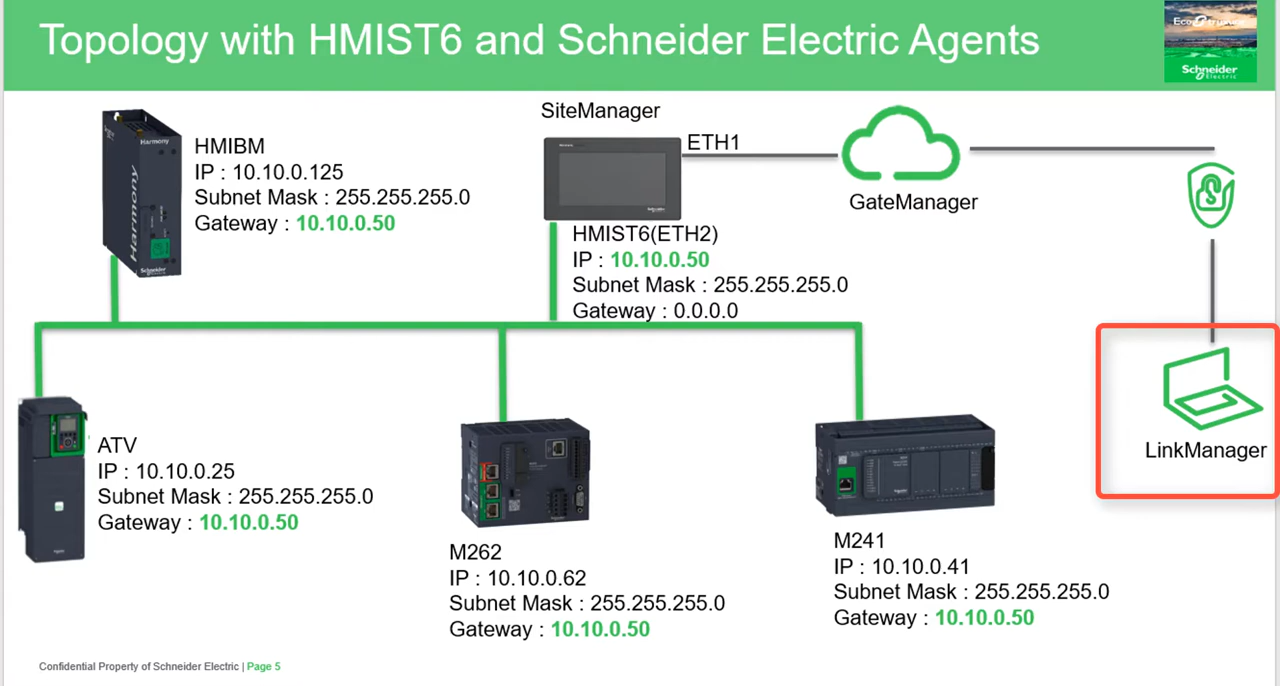 Topology with HMIST6 and Schneider Electric Agents
Schneider
Electric
SiteManager
ETH1
HMIBM
IP : 10.10.0.125
Subnet Mask : 255.255.255.0
Gateway : 10.10.0.50
GateManager
HMIST6(ETH2)
IP : 10.10.0.50
Subnet Mask : 255.255.255.0
Gateway : 0.0.0.0
Harmony
Harmony
Schneider
LinkManager
ATV
IP : 10.10.0.25
Subnet Mask : 255.255.255.0
Gateway : 10.10.0.50
M262
IP : 10.10.0.62
Subnet Mask : 255.255.255.0
Gateway : 10.10.0.50
M241
IP : 10.10.0.41
Subnet Mask : 255.255.255.0
Gateway : 10.10.0.50
Confidential Property of Schneider Electric | Page 5